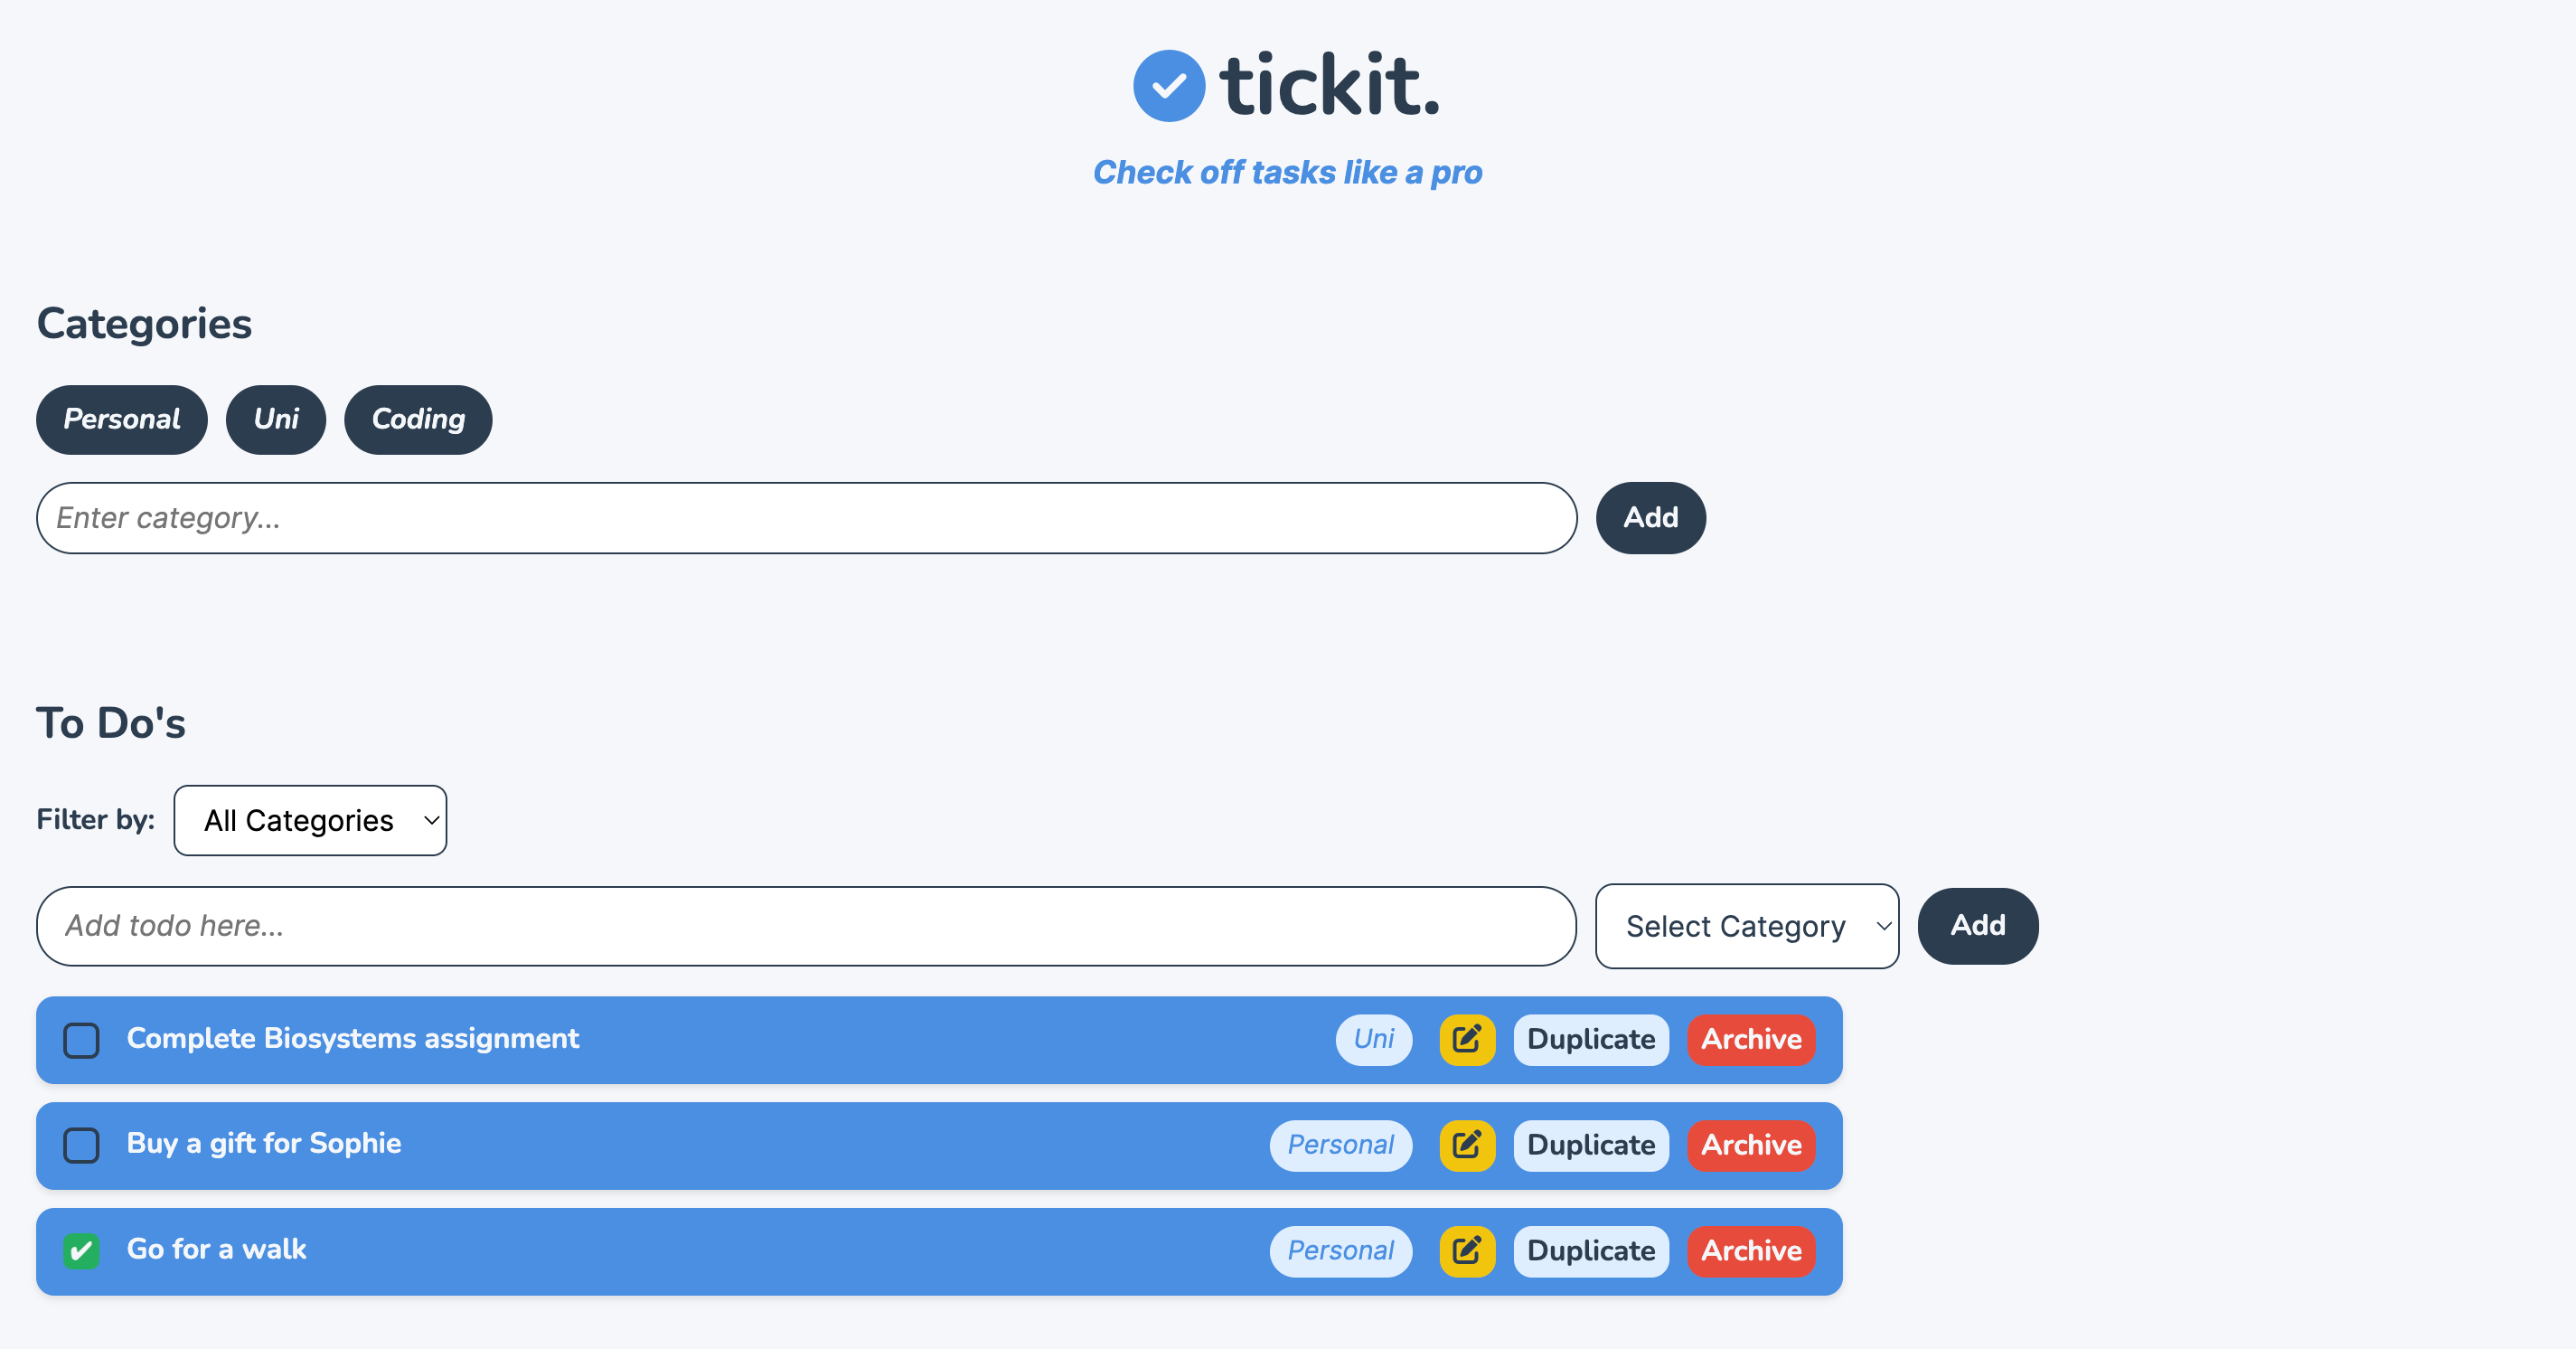 tickit.
Check off tasks like a pro
Categories
Personal Uni Coding
Enter category... Add
To Do's
Filter by: All Categories
Add todo here... Select Category Add
Complete Biosystems assignment Uni Duplicate Archive
Buy a gift for Sophie Personal Duplicate Archive
Go for a walk Personal Duplicate Archive